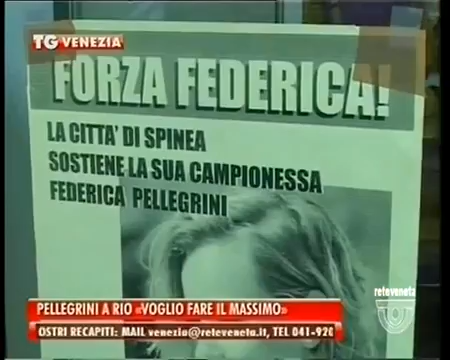 TG VENEZIA
FORZA FEDERICA!
LA CITTA' DI SPINEA
SOSTIENE LA SUA CAMPIONESSA
FEDERICA PELLEGRINI
reteveneta
PELLEGRINI A RIO «VOGLIO FARE IL MASSIMO»
OSTRI RECAPITI: MAIL venezia@reteveneta.it, TEL 041-920